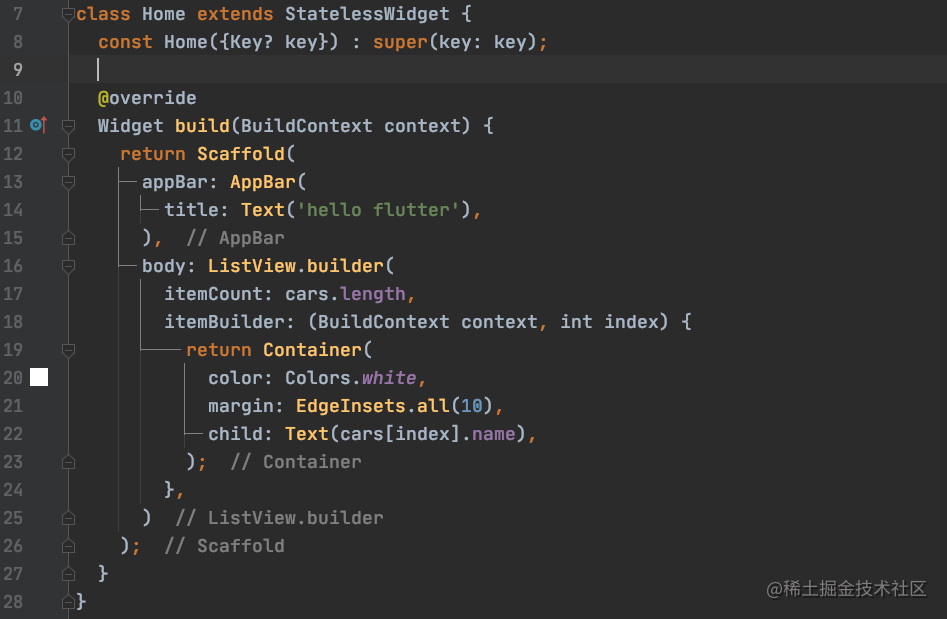 7 class Home extends StatelessWidget {
8 const Home({Key? key}) : super(key: key);
9
10 @override
11 Widget build(BuildContext context) {
12 return Scaffold(
13 appBar: AppBar(
14 title: Text('hello flutter'),
15 ), // AppBar
16 body: ListView.builder(
17 itemCount: cars.length,
18 itemBuilder: (BuildContext context, int index) {
19 return Container(
20 color: Colors.white,
21 margin: EdgeInsets.all(10),
22 child: Text(cars[index].name),
23 ); // Container
24 },
25 ) // ListView.builder
26 ); // Scaffold
27 }
28 }
@稀土掘金技术社区